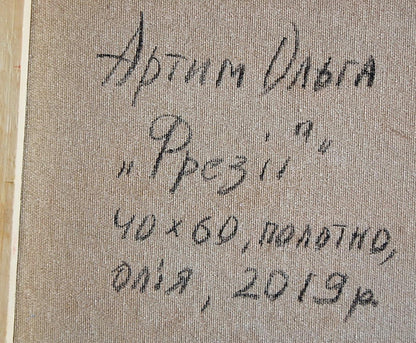 Артим Ольга
„Фрезії"
40×60, полотно,
олія, 2019р